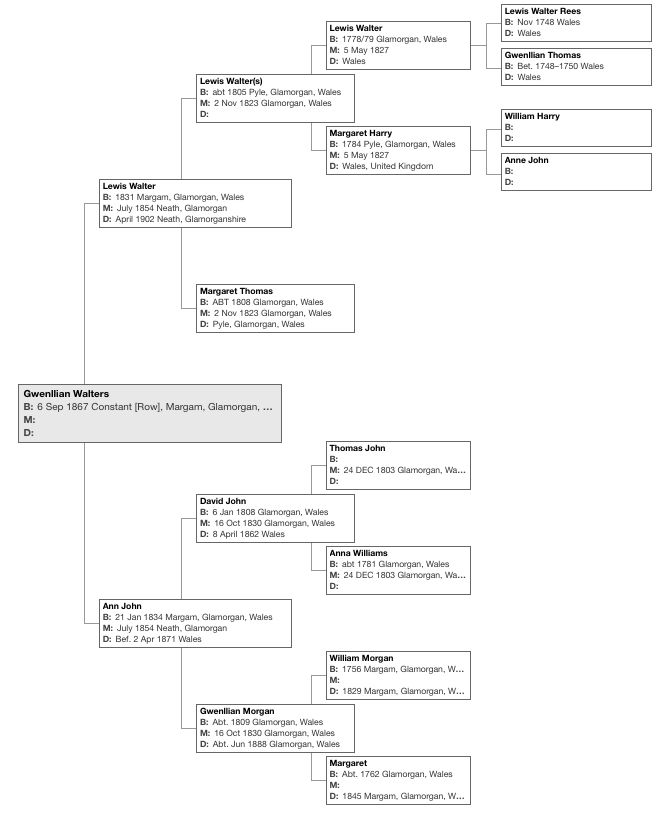 Lewis Walter Rees
B: Nov 1748 Wales
D: Wales
Lewis Walter
B: 1778/79 Glamorgan, Wales
M: 5 May 1827
D: Wales
Gwenllian Thomas
B: Bet. 1748–1750 Wales
D: Wales
Lewis Walter(s)
B: abt 1805 Pyle, Glamorgan, Wales
M: 2 Nov 1823 Glamorgan, Wales
D:
William Harry
B:
D:
Margaret Harry
B: 1784 Pyle, Glamorgan, Wales
M: 5 May 1827
D: Wales, United Kingdom
Anne John
B:
D:
Lewis Walter
B: 1831 Margam, Glamorgan, Wales
M: July 1854 Neath, Glamorgan
D: April 1902 Neath, Glamorganshire
Margaret Thomas
B: ABT 1808 Glamorgan, Wales
M: 2 Nov 1823 Glamorgan, Wales
D: Pyle, Glamorgan, Wales
Gwenllian Walters
B: 6 Sep 1867 Constant [Row], Margam, Glamorgan, ...
M:
D:
Thomas John
B:
M: 24 DEC 1803 Glamorgan, Wa...
D:
David John
B: 6 Jan 1808 Glamorgan, Wales
M: 16 Oct 1830 Glamorgan, Wales
D: 8 April 1862 Wales
Anna Williams
B: abt 1781 Glamorgan, Wales
M: 24 DEC 1803 Glamorgan, Wa...
D:
Ann John
B: 21 Jan 1834 Margam, Glamorgan, Wales
M: July 1854 Neath, Glamorgan
D: Bef. 2 Apr 1871 Wales
William Morgan
B: 1756 Margam, Glamorgan, W...
M:
D: 1829 Margam, Glamorgan, W...
Gwenllian Morgan
B: Abt. 1809 Glamorgan, Wales
M: 16 Oct 1830 Glamorgan, Wales
D: Abt. Jun 1888 Glamorgan, Wales
Margaret
B: Abt. 1762 Glamorgan, Wales
M:
D: 1845 Margam, Glamorgan, W...